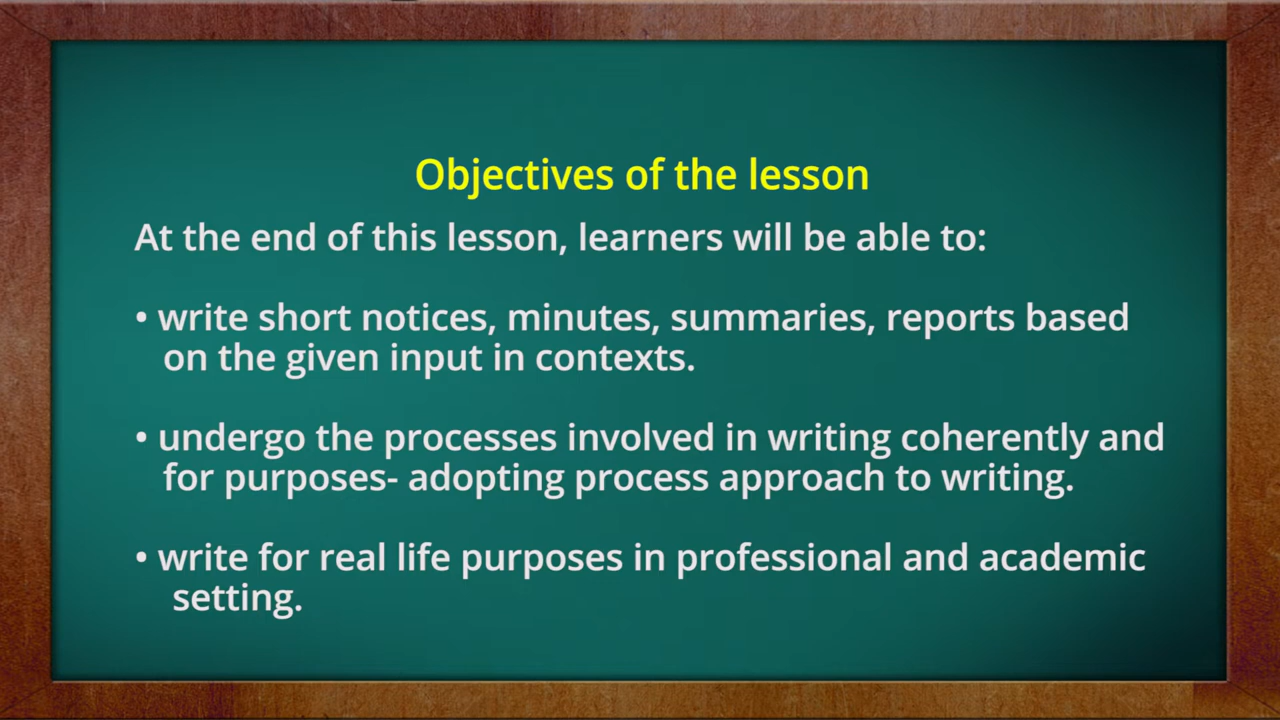 Objectives of the lesson
At the end of this lesson, learners will be able to:
• write short notices, minutes, summaries, reports based
on the given input in contexts.
• undergo the processes involved in writing coherently and
for purposes- adopting process approach to writing.
• write for real life purposes in professional and academic
setting.